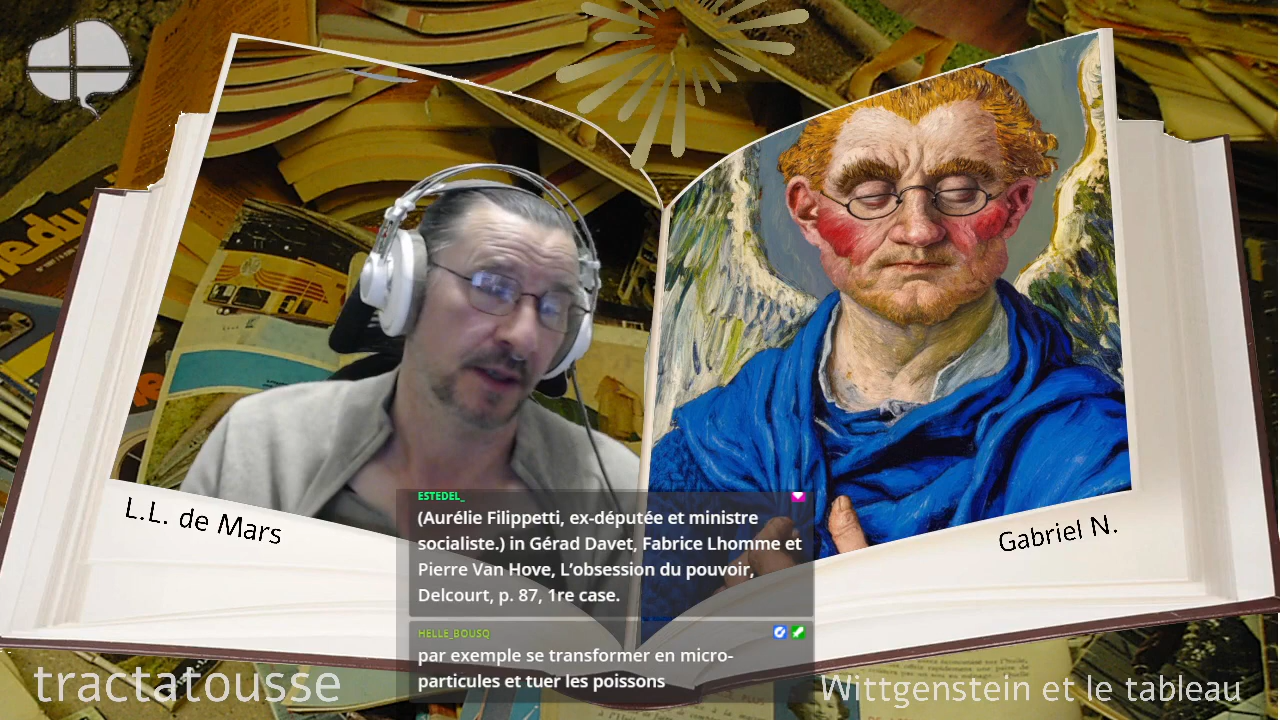 L.L. de Mars
Gabriel N.
ESTEDEL_
(Aurélie Filippetti, ex-députée et ministre
socialiste.) in Gérad Davet, Fabrice Lhomme et
Pierre Van Hove, L’obsession du pouvoir,
Delcourt, p. 87, 1re case.
HELLE_BOUSQ
par exemple se transformer en micro-
particules et tuer les poissons
tractatousse
Wittgenstein et le tableau